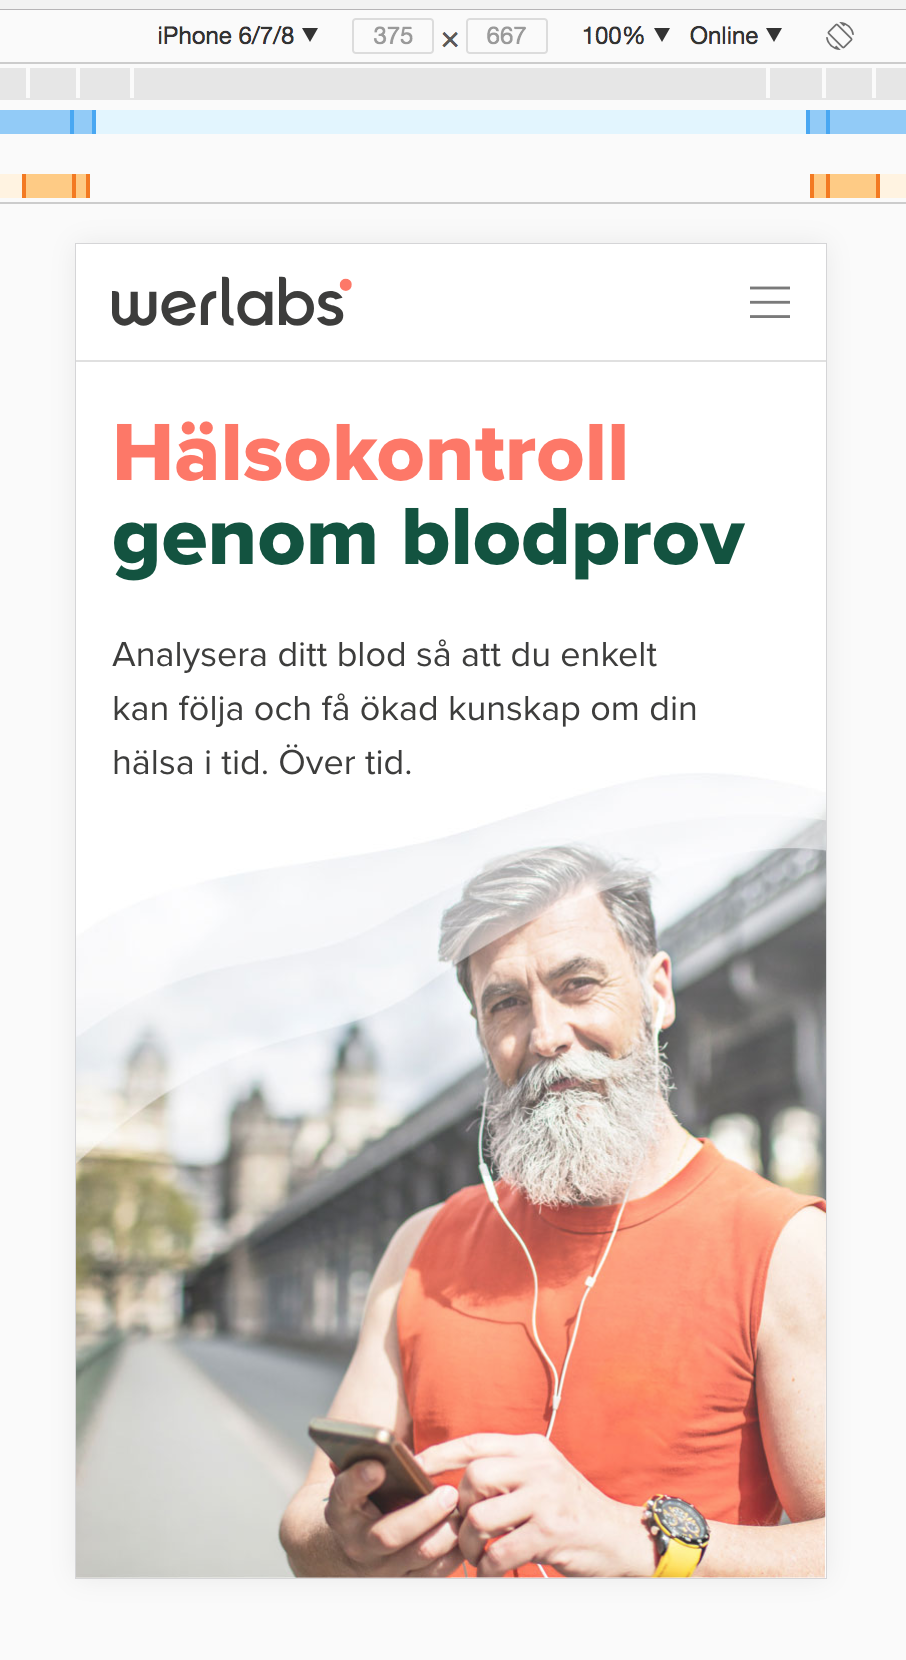 iPhone 6/7/8 ▼ 375 × 667 100% ▼ Online ▼
werlabs
Hälsokontroll
genom blodprov
Analysera ditt blod så att du enkelt
kan följa och få ökad kunskap om din
hälsa i tid. Över tid.